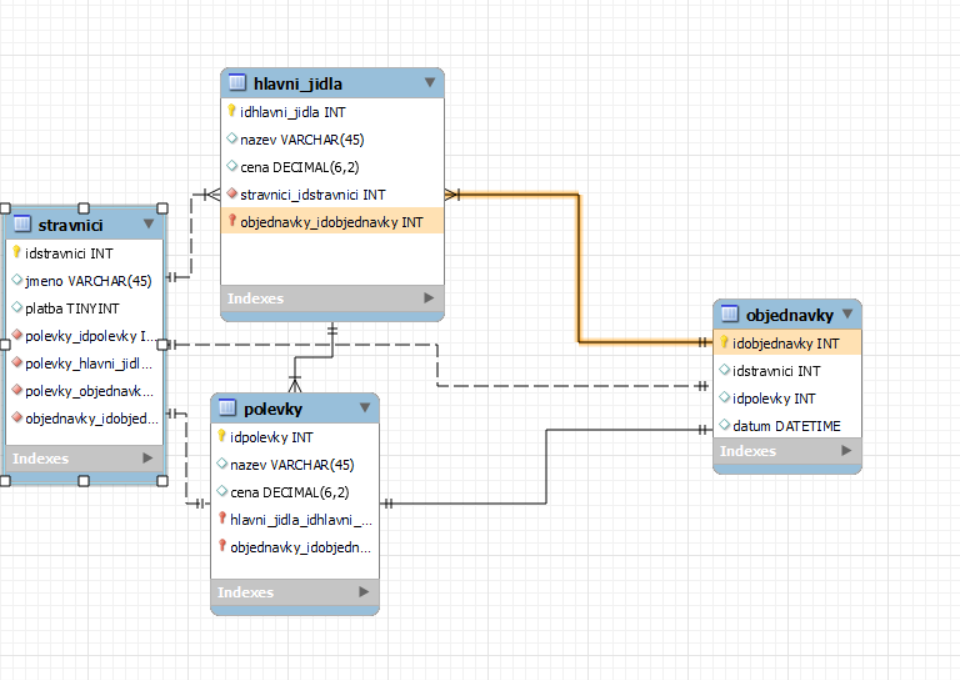 hlavni_jidla
idhlavni_jidla INT
nazev VARCHAR(45)
cena DECIMAL(6,2)
stravnici_idstravnici INT
objednavky_idobjednavky INT
Indexes
stravnici
idstravnici INT
jmeno VARCHAR(45)
platba TINYINT
polevky_idpolevky I...
polevky_hlavni_jidl...
polevky_objednavk...
objednavky_idobjed...
Indexes
polevky
idpolevky INT
nazev VARCHAR(45)
cena DECIMAL(6,2)
hlavni_jidla_idhlavni_...
objednavky_idobjedn...
Indexes
objednavky
idobjednavky INT
idstravnici INT
idpolevky INT
datum DATETIME
Indexes